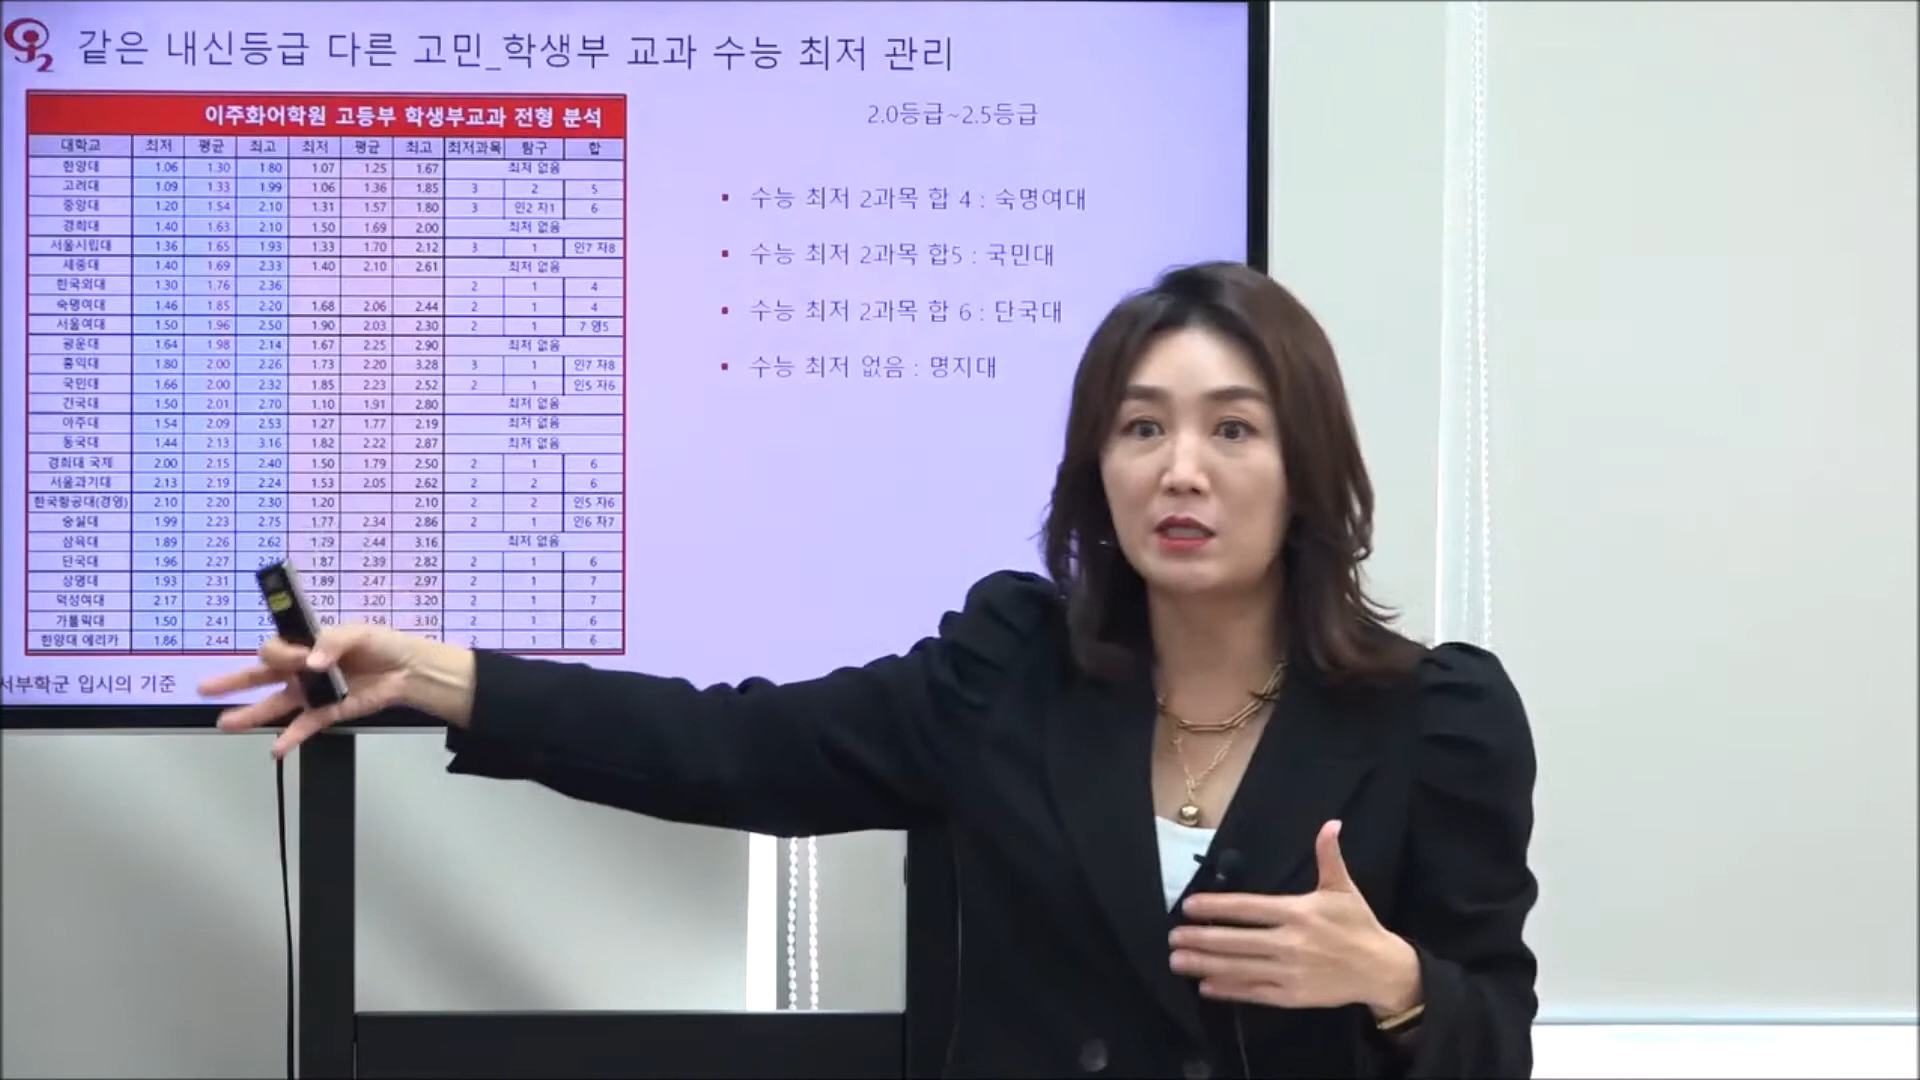 같은 내신등급 다른 고민_학생부 교과 수능 최저 관리
이주화어학원 고등부 학생부교과 전형 분석
대학교 최저 평균 최고 최저 평균 최고 최저과목 탐구 합
한양대 1.06 1.30 1.80 1.07 1.25 1.67 최저 없음
고려대 1.09 1.33 1.99 1.06 1.36 1.85 3 2 5
중앙대 1.20 1.54 2.10 1.31 1.57 1.80 3 인2 자1 6
경희대 1.40 1.63 2.10 1.50 1.69 2.00 최저 없음
서울시립대 1.36 1.65 1.93 1.33 1.70 2.12 3 1 인7 자8
세종대 1.40 1.69 2.33 1.40 2.10 2.61 최저 없음
한국외대 1.30 1.76 2.36 2 1 4
숙명여대 1.46 1.85 2.20 1.68 2.06 2.44 2 1 4
서울여대 1.50 1.96 2.50 1.90 2.03 2.30 2 1 7 영5
광운대 1.64 1.98 2.14 1.67 2.25 2.90 최저 없음
홍익대 1.80 2.00 2.26 1.73 2.20 3.28 3 1 인7 자8
국민대 1.66 2.00 2.32 1.85 2.23 2.52 2 1 인5 자6
건국대 1.50 2.01 2.70 1.10 1.91 2.80 최저 없음
아주대 1.54 2.09 2.53 1.27 1.77 2.19 최저 없음
동국대 1.44 2.13 3.16 1.82 2.22 2.87 최저 없음
경희대 국제 2.00 2.15 2.40 1.50 1.79 2.50 2 1 6
서울과기대 2.13 2.19 2.24 1.53 2.05 2.62 2 2 6
한국항공대(경영) 2.10 2.20 2.30 1.20 2.10 2 2 인5 자6
숭실대 1.99 2.23 2.75 1.77 2.34 2.86 2 1 인6 자7
삼육대 1.89 2.26 2.62 1.79 2.44 3.16 최저 없음
단국대 1.96 2.27 1.87 2.39 2.82 2 1 6
상명대 1.93 2.31 1.89 2.47 2.97 2 1 7
덕성여대 2.17 2.39 2.70 3.20 3.20 2 1 7
가톨릭대 1.50 2.41 3.10 2 1 6
한양대 에리카 1.86 2.44 2 1 6
서부학군 입시의 기준
2.0등급~2.5등급
▪ 수능 최저 2과목 합 4 : 숙명여대
▪ 수능 최저 2과목 합5 : 국민대
▪ 수능 최저 2과목 합 6 : 단국대
▪ 수능 최저 없음 : 명지대